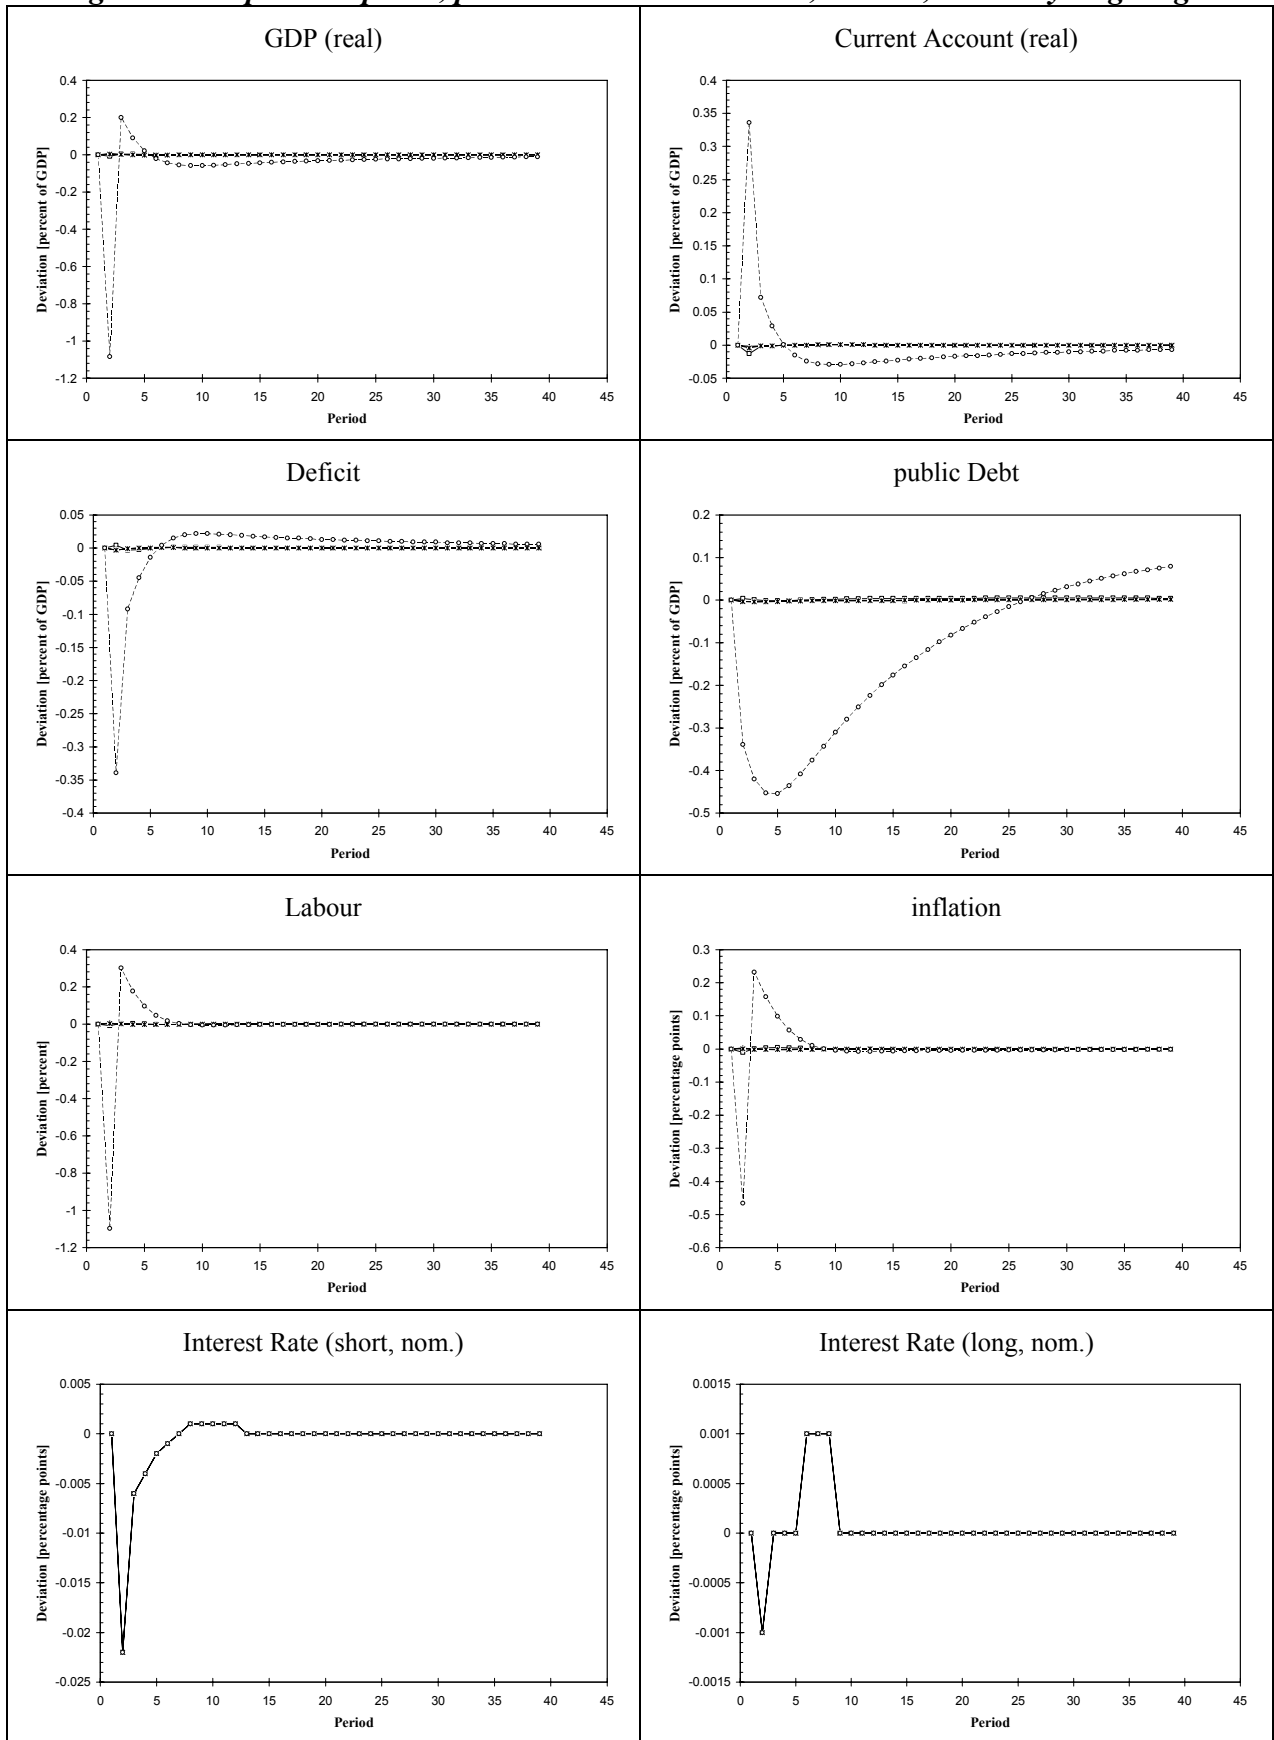 GDP (real)
0.4
0.2
0
-0.2
-0.4
-0.6
-0.8
-1
-1.2
0 5 10 15 20 25 30 35 40 45
Deviation [percent of GDP]
Period
Current Account (real)
0.4
0.35
0.3
0.25
0.2
0.15
0.1
0.05
0
-0.05
0 5 10 15 20 25 30 35 40 45
Deviation [percent of GDP]
Period
Deficit
0.05
0
-0.05
-0.1
-0.15
-0.2
-0.25
-0.3
-0.35
-0.4
0 5 10 15 20 25 30 35 40 45
Deviation [percent of GDP]
Period
public Debt
0.2
0.1
0
-0.1
-0.2
-0.3
-0.4
-0.5
0 5 10 15 20 25 30 35 40 45
Deviation [percent of GDP]
Period
Labour
0.4
0.2
0
-0.2
-0.4
-0.6
-0.8
-1
-1.2
0 5 10 15 20 25 30 35 40 45
Deviation [percent]
Period
inflation
0.3
0.2
0.1
0
-0.1
-0.2
-0.3
-0.4
-0.5
-0.6
0 5 10 15 20 25 30 35 40 45
Deviation [percentage points]
Period
Interest Rate (short, nom.)
0.005
0
-0.005
-0.01
-0.015
-0.02
-0.025
0 5 10 15 20 25 30 35 40 45
Deviation [percentage points]
Period
Interest Rate (long, nom.)
0.0015
0.001
0.0005
0
-0.0005
-0.001
-0.0015
0 5 10 15 20 25 30 35 40 45
Deviation [percentage points]
Period